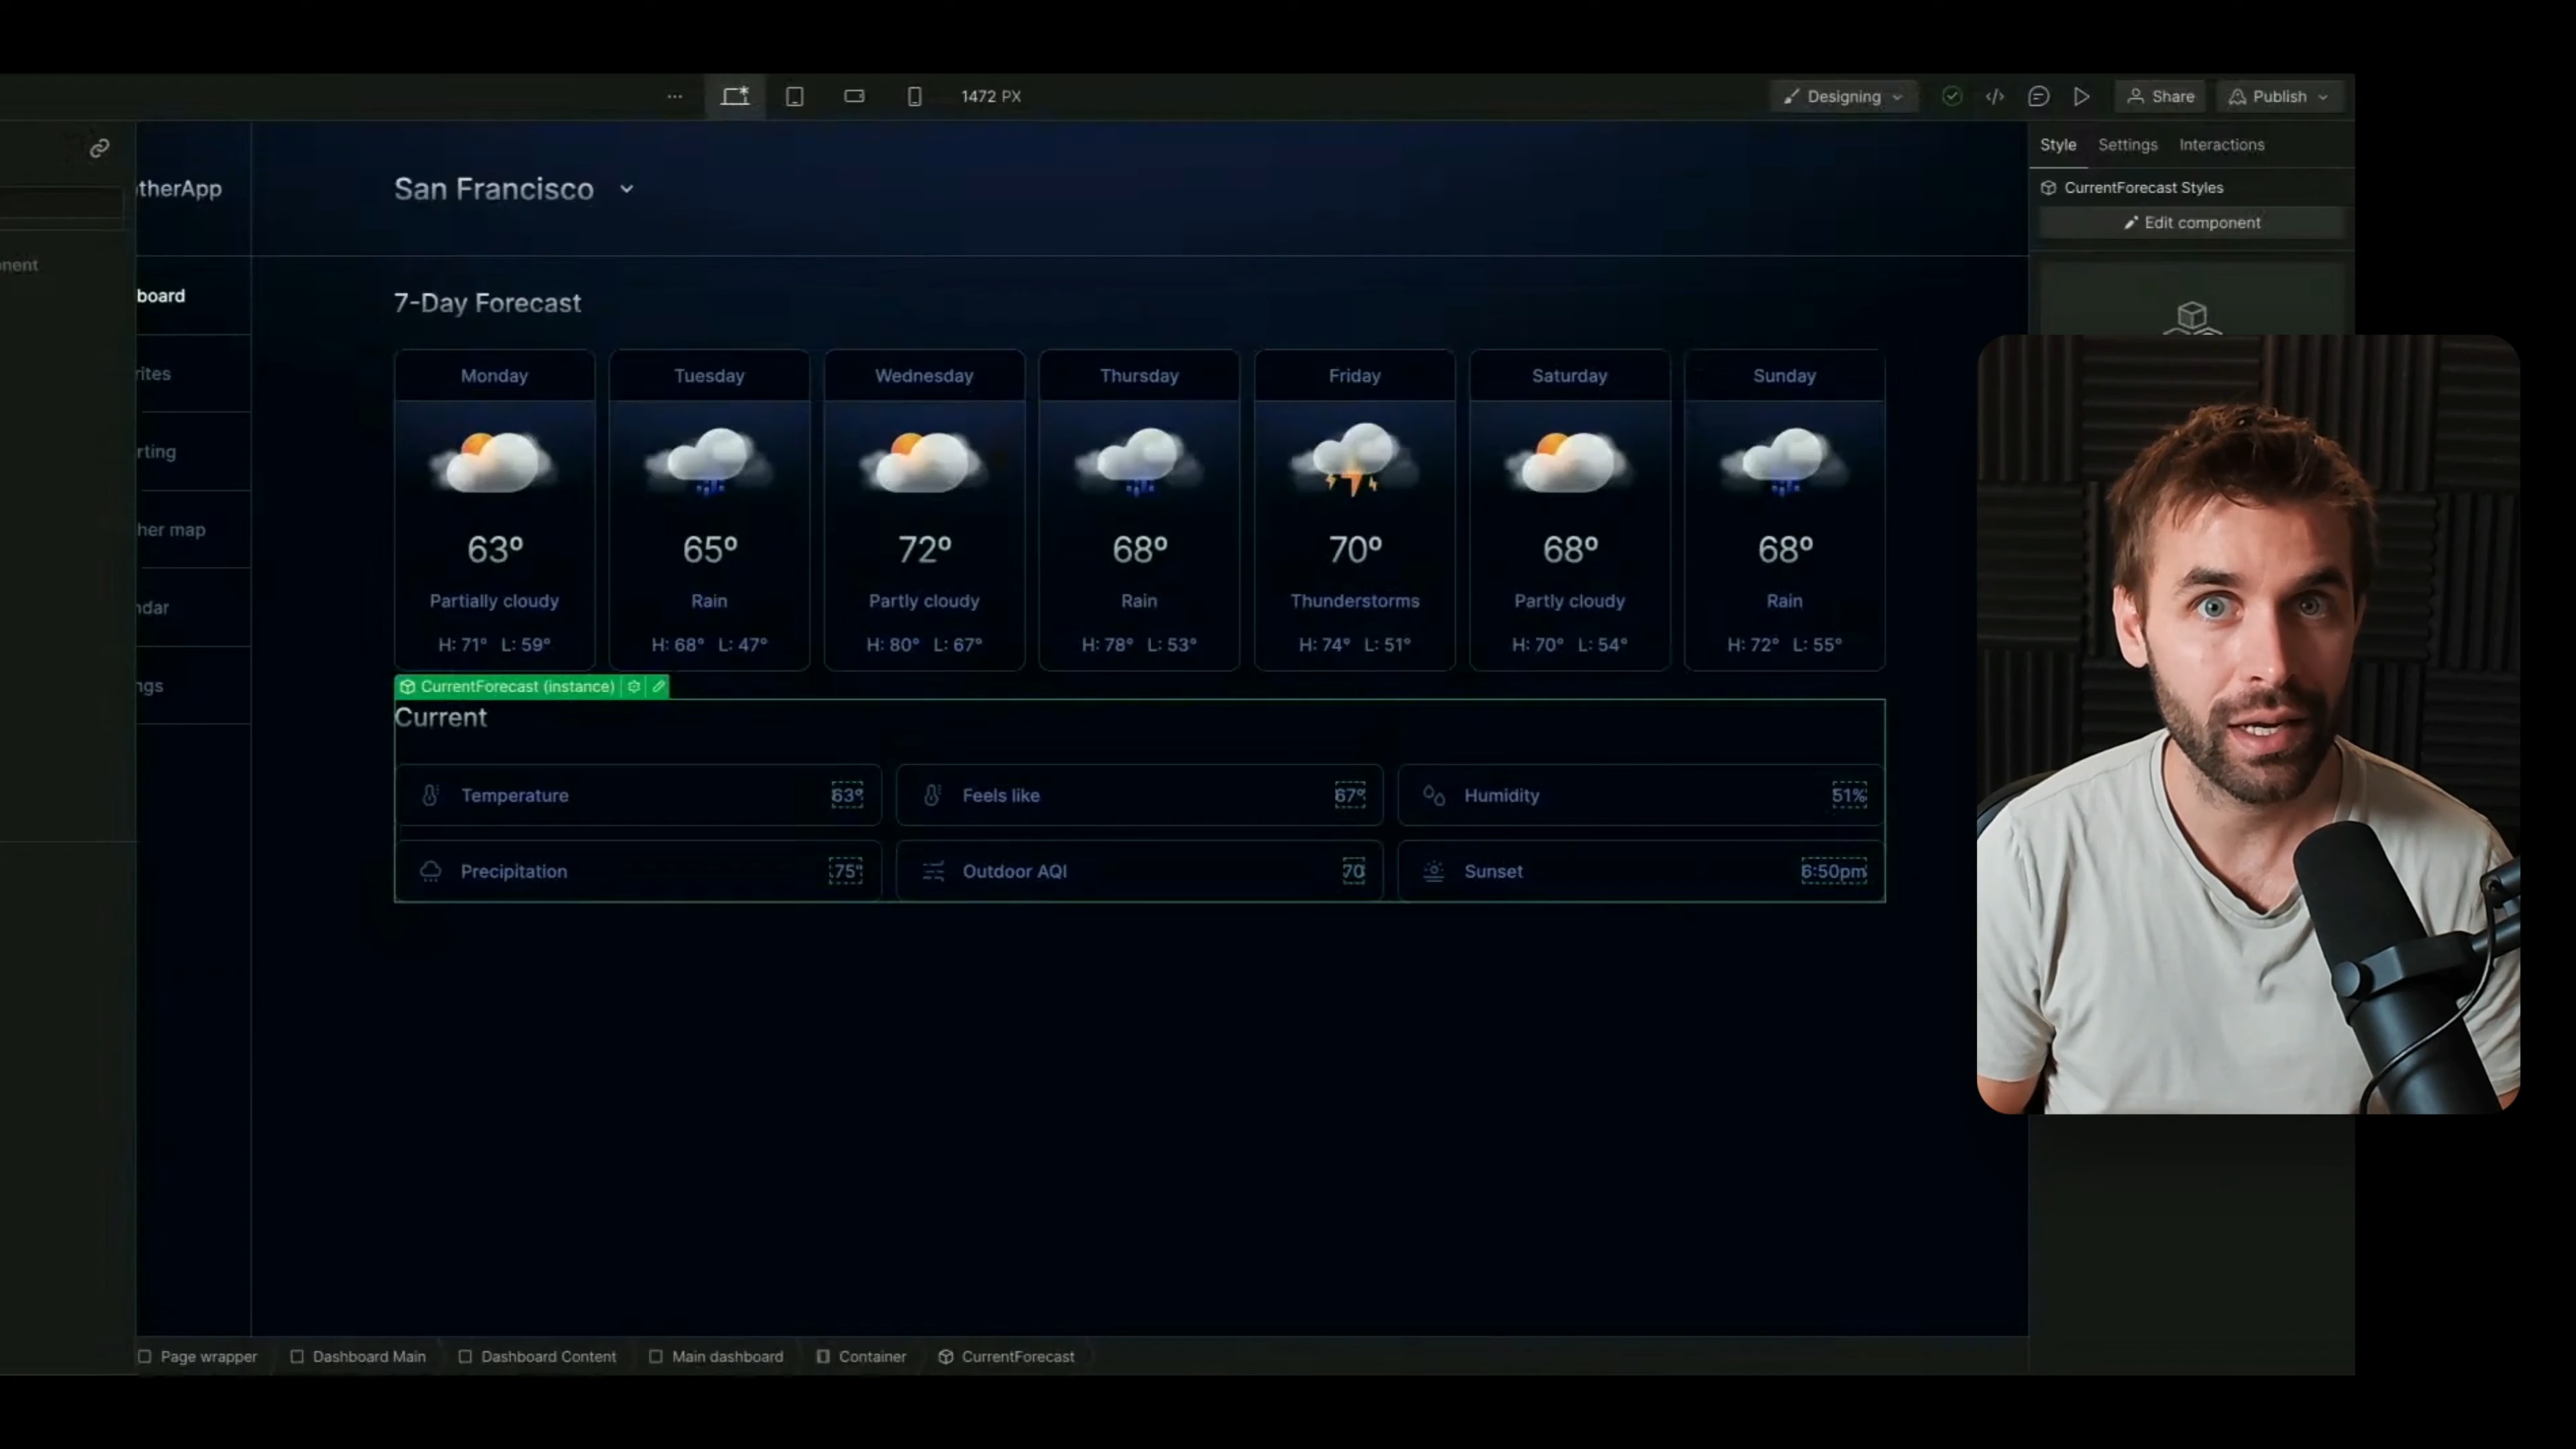 1472 PX
Designing
Share
Publish
Style Settings Interactions
CurrentForecast Styles
Edit component
therApp
San Francisco
nent
board
rites
rting
her map
ndar
ngs
7-Day Forecast
Monday Tuesday Wednesday Thursday Friday Saturday Sunday
63º 65º 72º 68º 70º 68º 68º
Partially cloudy Rain Partly cloudy Rain Thunderstorms Partly cloudy Rain
H: 71° L: 59° H: 68° L: 47° H: 80° L: 67° H: 78° L: 53° H: 74° L: 51° H: 70° L: 54° H: 72° L: 55°
CurrentForecast (instance)
Current
Temperature 63° Feels like 67° Humidity 51%
Precipitation .75" Outdoor AQI 70 Sunset 6:50pm
Page wrapper Dashboard Main Dashboard Content Main dashboard Container CurrentForecast